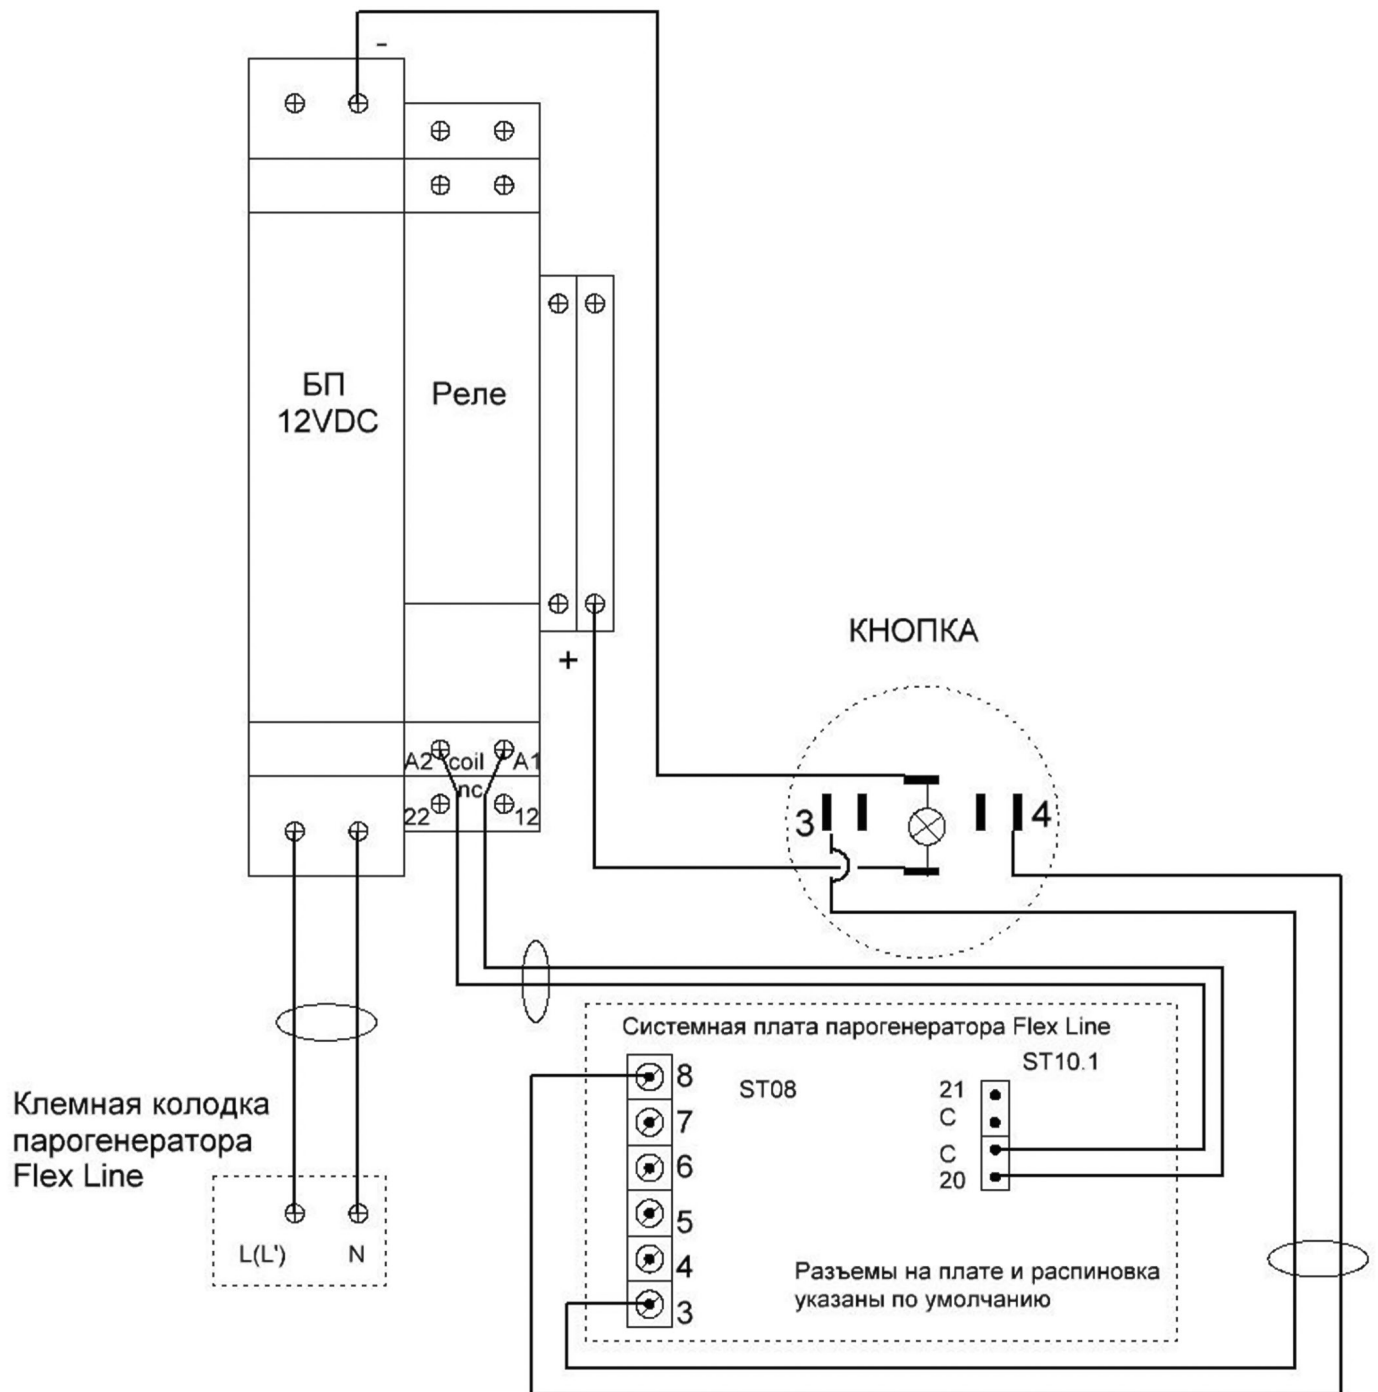 -
БП
12VDC
Реле
+
КНОПКА
A2 coil A1
nc
22 12
3 4
Системная плата парогенератора Flex Line
ST10.1
ST08
8
7
6
5
4
3
21
C
C
20
Клемная колодка
парогенератора
Flex Line
L(L') N
Разъемы на плате и распиновка
указаны по умолчанию